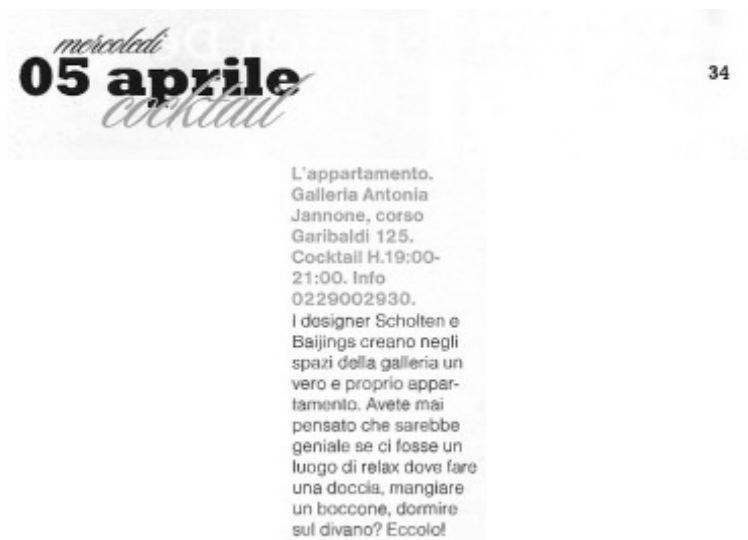 mercoledì
05 aprile
cocktail
34
L'appartamento.
Galleria Antonia
Jannone, corso
Garibaldi 125.
Cocktail H.19:00-
21:00. Info
0229002930.
I designer Scholten e
Baijings creano negli
spazi della galleria un
vero e proprio appar-
tamento. Avete mai
pensato che sarebbe
geniale se ci fosse un
luogo di relax dove fare
una doccia, mangiare
un boccone, dormire
sul divano? Eccolo!